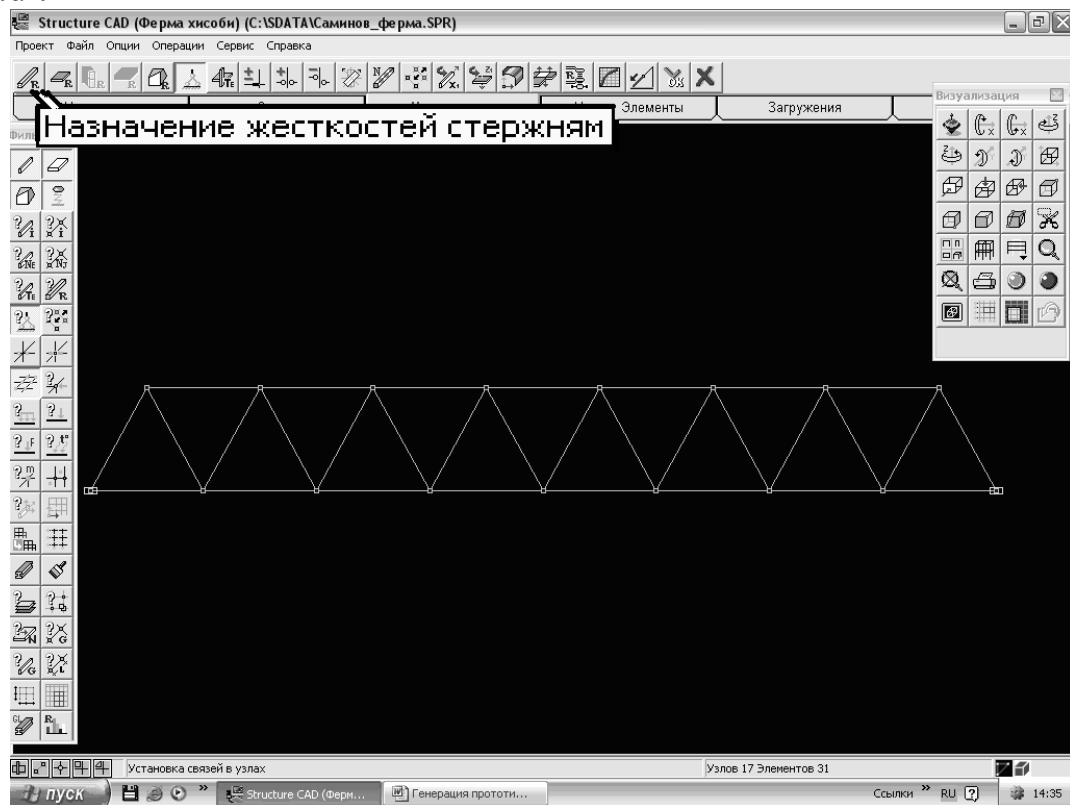 Structure CAD (Ферма хисоби) (C:\SDATA\Саминов_ферма.SPR)
Проект Файл Опции Операции Сервис Справка
Элементы Загружения
Назначение жесткостей стержням
Визуализация
Установка связей в узлах
Узлов 17 Элементов 31
пуск
Structure CAD (Ферм...
Генерация прототи...
Ссылки
RU
14:35